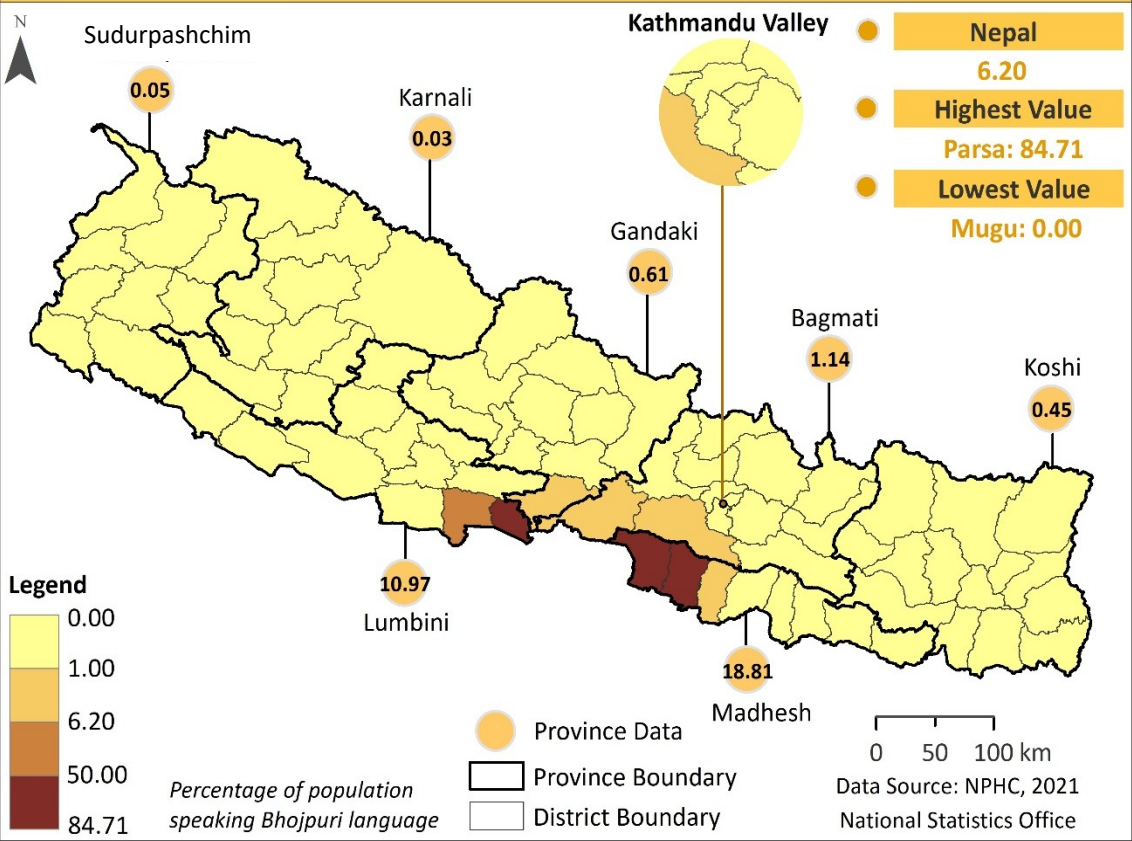 N
Sudurpashchim
0.05
Karnali
0.03
Kathmandu Valley
Nepal
6.20
Highest Value
Parsa: 84.71
Lowest Value
Mugu: 0.00
Gandaki
0.61
Bagmati
1.14
Koshi
0.45
10.97
Lumbini
18.81
Madhesh
Legend
0.00
1.00
6.20
50.00
84.71
Percentage of population
speaking Bhojpuri language
Province Data
Province Boundary
District Boundary
0 50 100 km
Data Source: NPHC, 2021
National Statistics Office